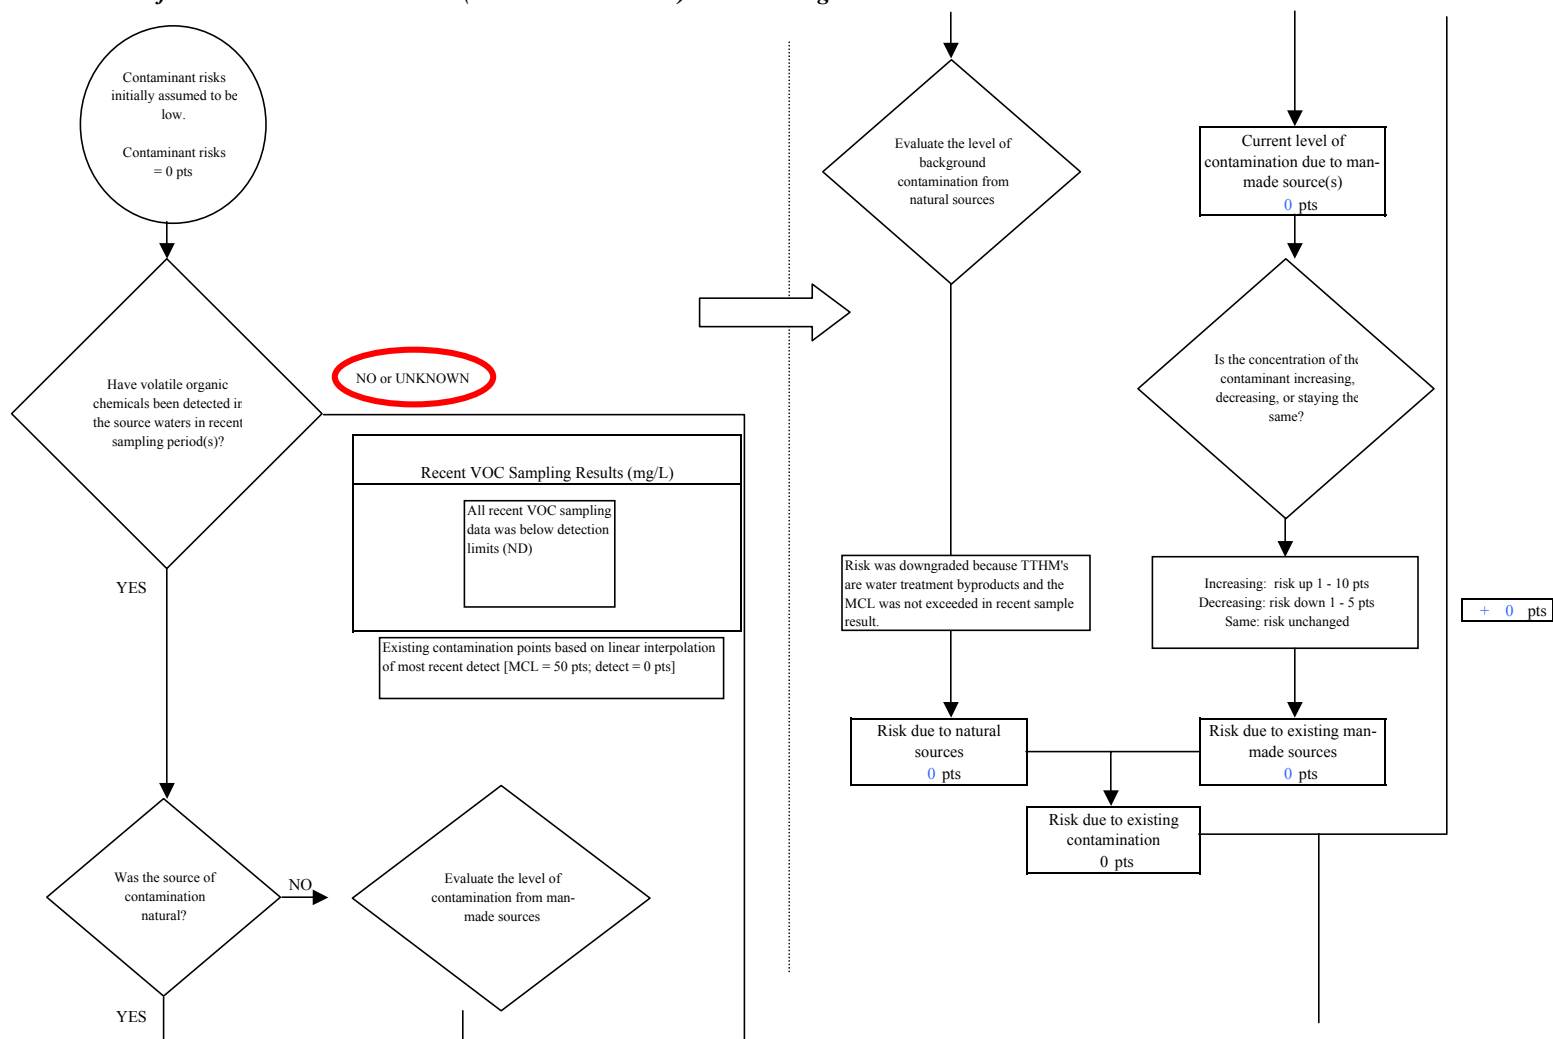 Contaminant risks
initially assumed to be
low.
Contaminant risks
= 0 pts
Have volatile organic
chemicals been detected in
the source waters in recent
sampling period(s)?
NO or UNKNOWN
Recent VOC Sampling Results (mg/L)
All recent VOC sampling
data was below detection
limits (ND)
YES
Existing contamination points based on linear interpolation
of most recent detect [MCL = 50 pts; detect = 0 pts]
Was the source of
contamination
natural?
NO
Evaluate the level of
contamination from man-
made sources
YES
Evaluate the level of
background
contamination from
natural sources
Current level of
contamination due to man-
made source(s)
0 pts
Is the concentration of the
contaminant increasing,
decreasing, or staying the
same?
Risk was downgraded because TTHM's
are water treatment byproducts and the
MCL was not exceeded in recent sample
result.
Increasing: risk up 1 - 10 pts
Decreasing: risk down 1 - 5 pts
Same: risk unchanged
+ 0 pts
Risk due to natural
sources
0 pts
Risk due to existing man-
made sources
0 pts
Risk due to existing
contamination
0 pts